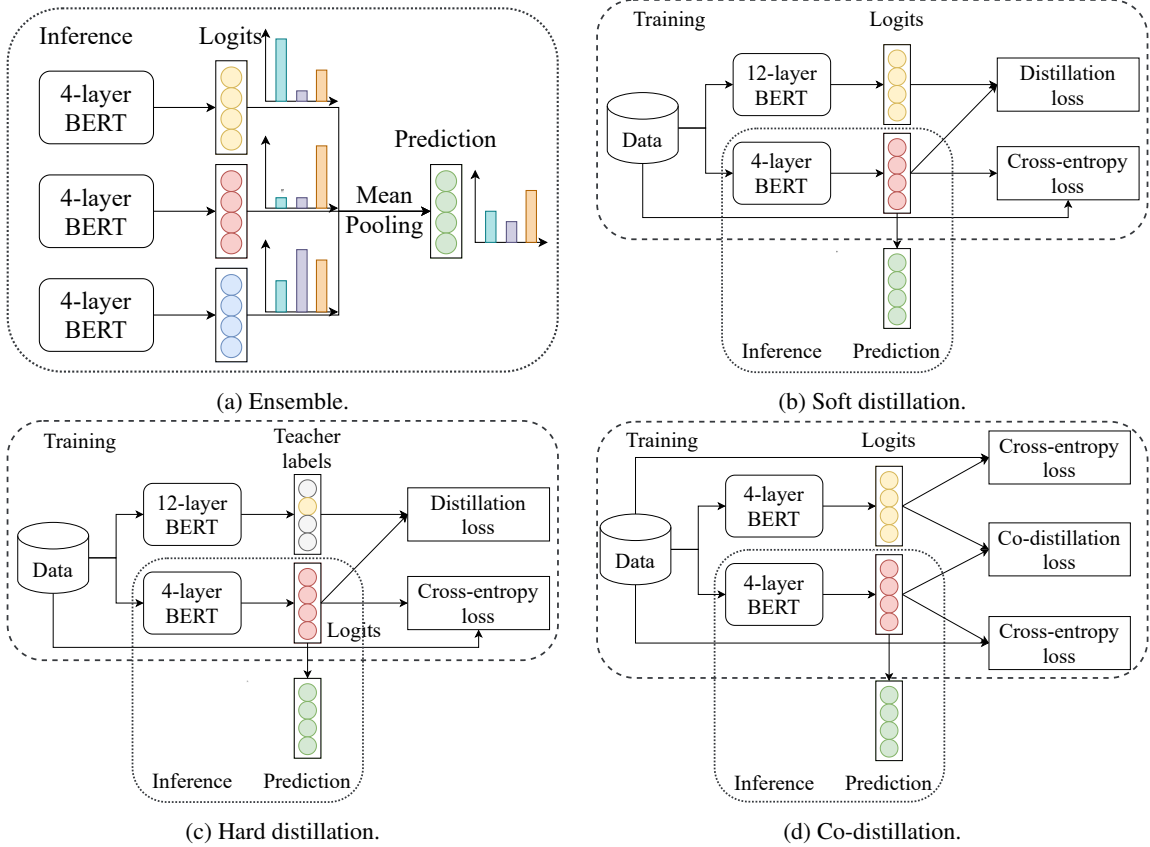 Inference
Logits
4-layer
BERT
4-layer
BERT
4-layer
BERT
Mean
Pooling
Prediction
(a) Ensemble.
Training
Logits
12-layer
BERT
Distillation
loss
Data
4-layer
BERT
Cross-entropy
loss
Inference
Prediction
(b) Soft distillation.
Training
Teacher
labels
12-layer
BERT
Distillation
loss
Data
4-layer
BERT
Cross-entropy
loss
Logits
Inference
Prediction
(c) Hard distillation.
Training
Logits
Cross-entropy
loss
4-layer
BERT
Data
Co-distillation
loss
4-layer
BERT
Cross-entropy
loss
Inference
Prediction
(d) Co-distillation.